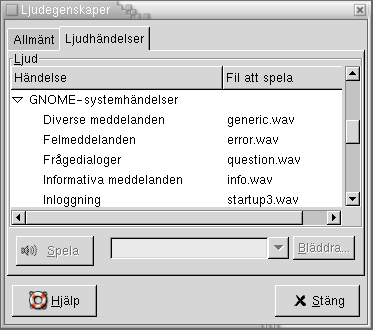 Ljudegenskaper
Allmänt Ljudhändelser
Ljud
Händelse Fil att spela
GNOME-systemhändelser
Diverse meddelanden generic.wav
Felmeddelanden error.wav
Frågedialoger question.wav
Informativa meddelanden info.wav
Inloggning startup3.wav
Spela Bläddra...
Hjälp Stäng